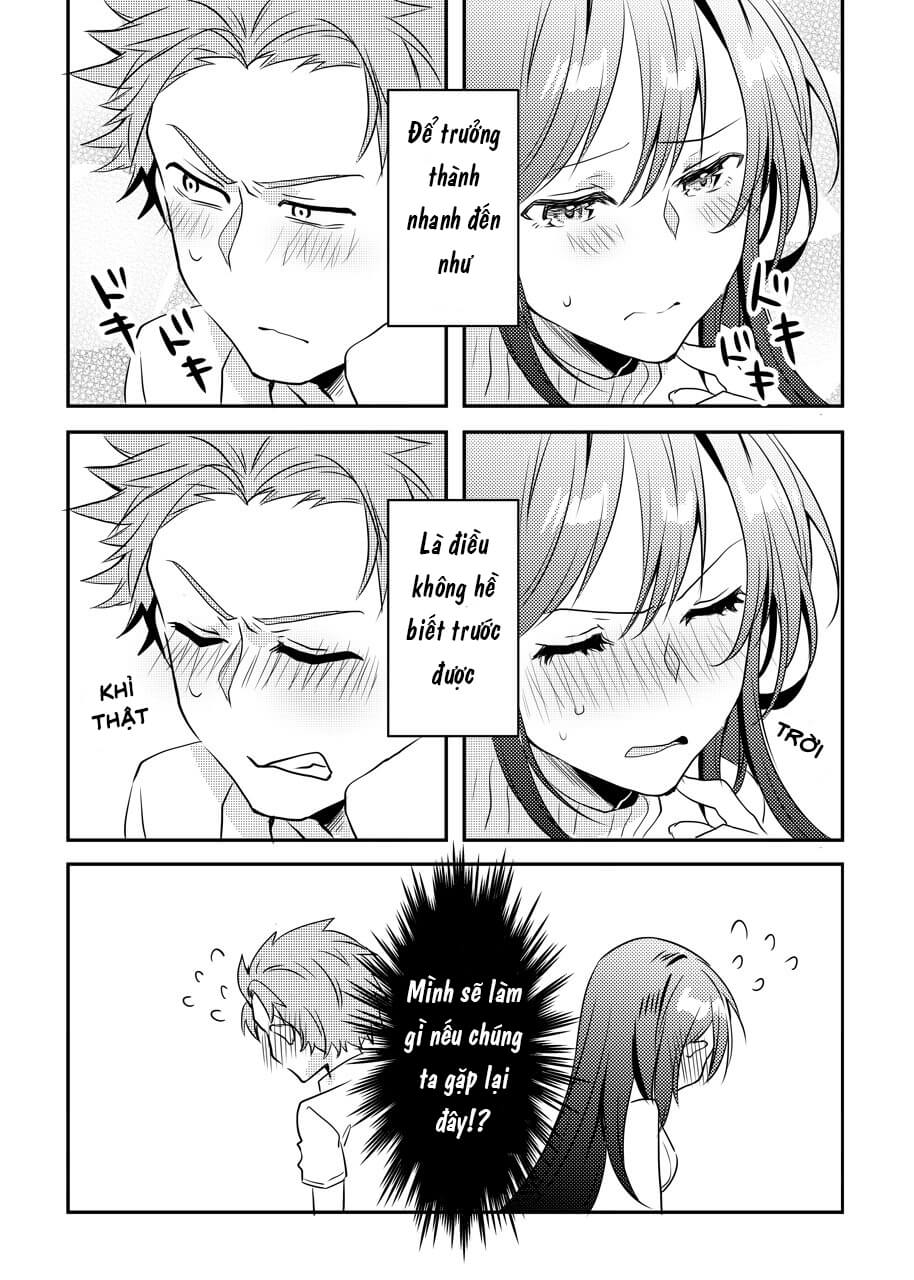 Để trưởng
thành
nhanh đến
như
ドキ
ドキ
ドキ
ドキ
Là điều
không hề
biết trước
được
KHỈ
THẬT
TRỜI
Mình sẽ làm
gì nếu chúng
ta gặp lại
đây!?